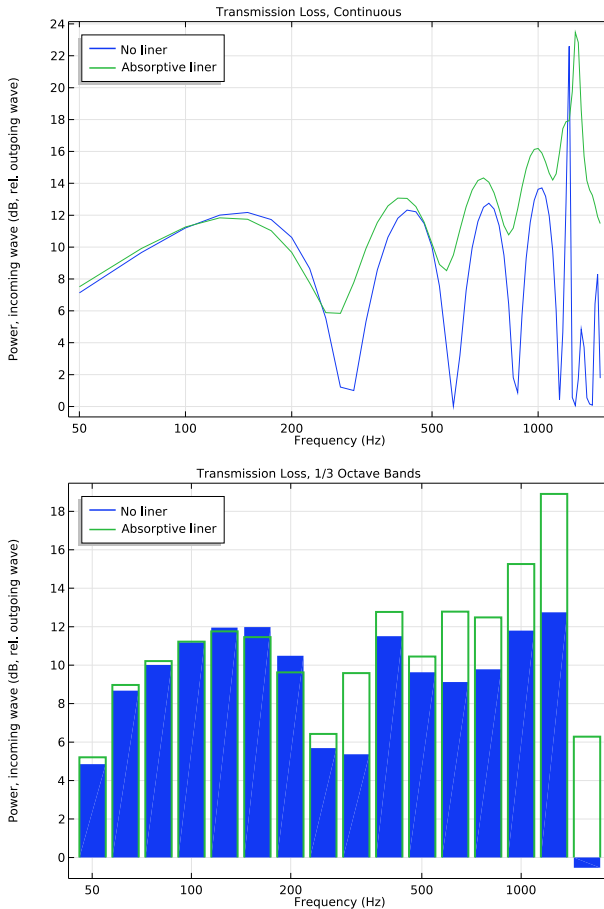 Transmission Loss, Continuous
24
22
20
18
16
14
12
10
8
6
4
2
0
Power, incoming wave (dB, rel. outgoing wave)
No liner
Absorptive liner
50 100 200 500 1000
Frequency (Hz)
Transmission Loss, 1/3 Octave Bands
18
16
14
12
10
8
6
4
2
0
Power, incoming wave (dB, rel. outgoing wave)
No liner
Absorptive liner
50 100 200 500 1000
Frequency (Hz)